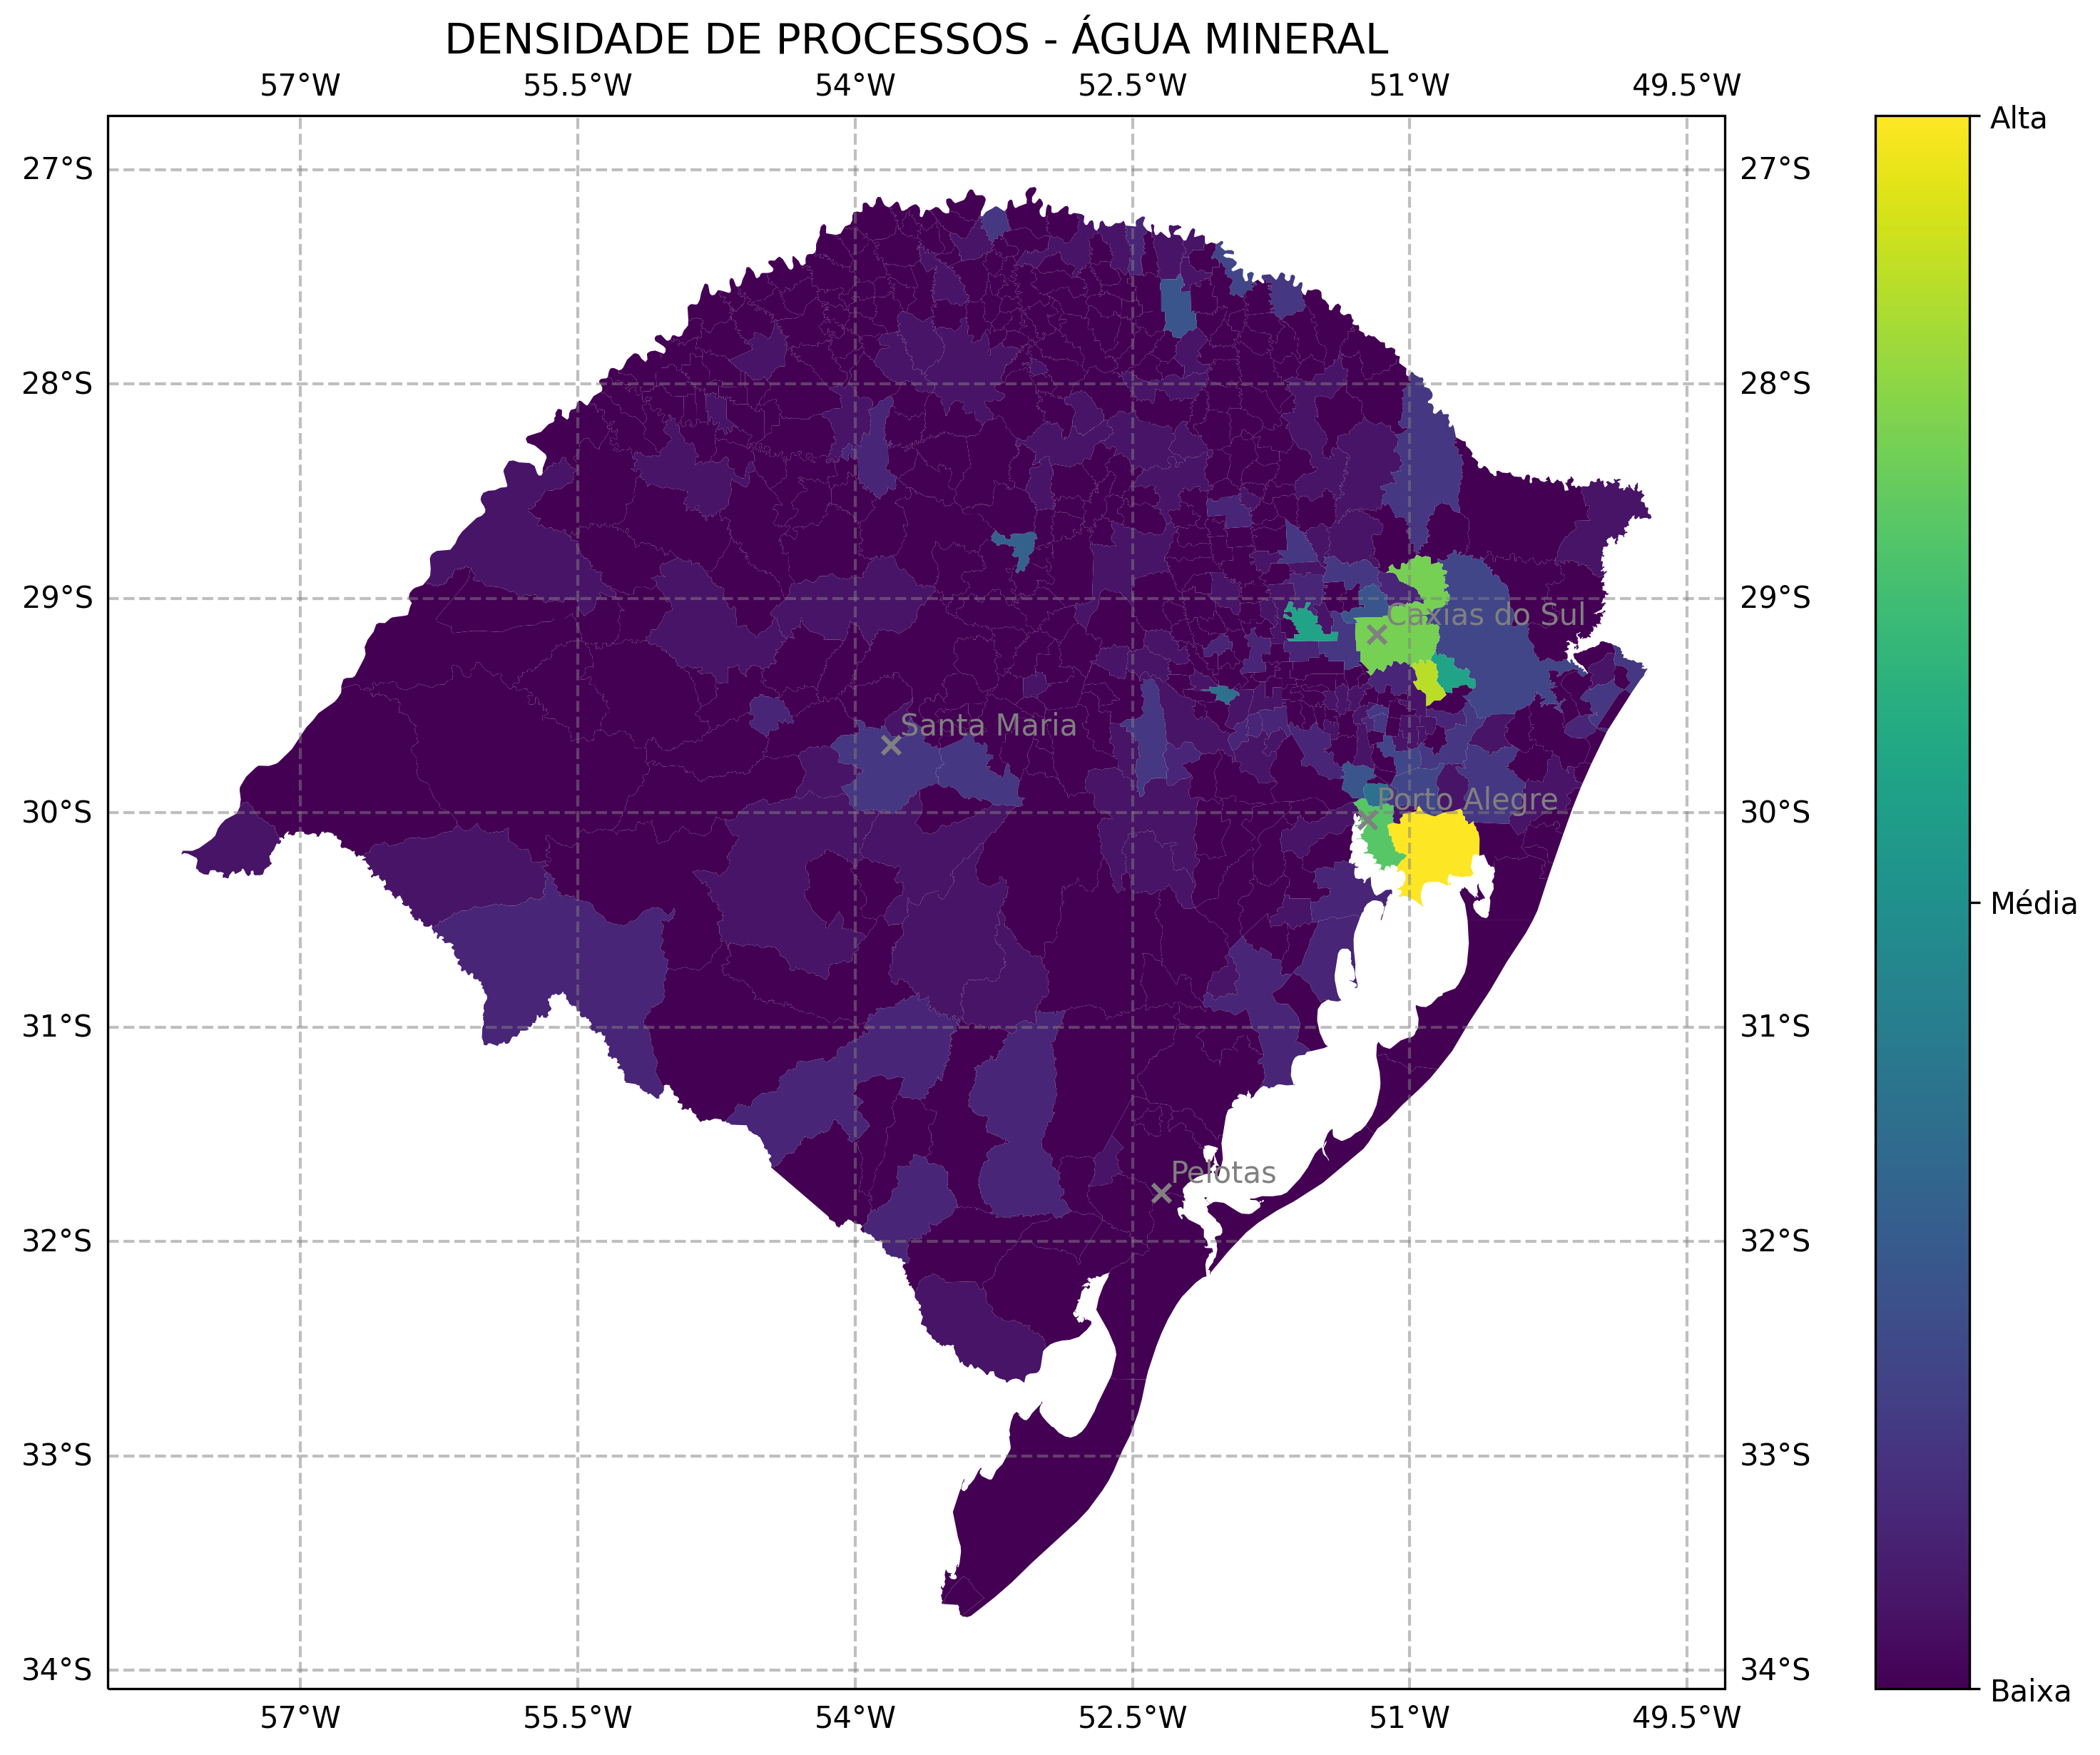 DENSIDADE DE PROCESSOS - ÁGUA MINERAL
57°W 55.5°W 54°W 52.5°W 51°W 49.5°W
Alta
27°S 27°S
28°S 28°S
29°S 29°S
Caxias do Sul
Santa Maria
Porto Alegre
30°S 30°S
Média
31°S 31°S
Pelotas
32°S 32°S
33°S 33°S
34°S 34°S
Baixa
57°W 55.5°W 54°W 52.5°W 51°W 49.5°W